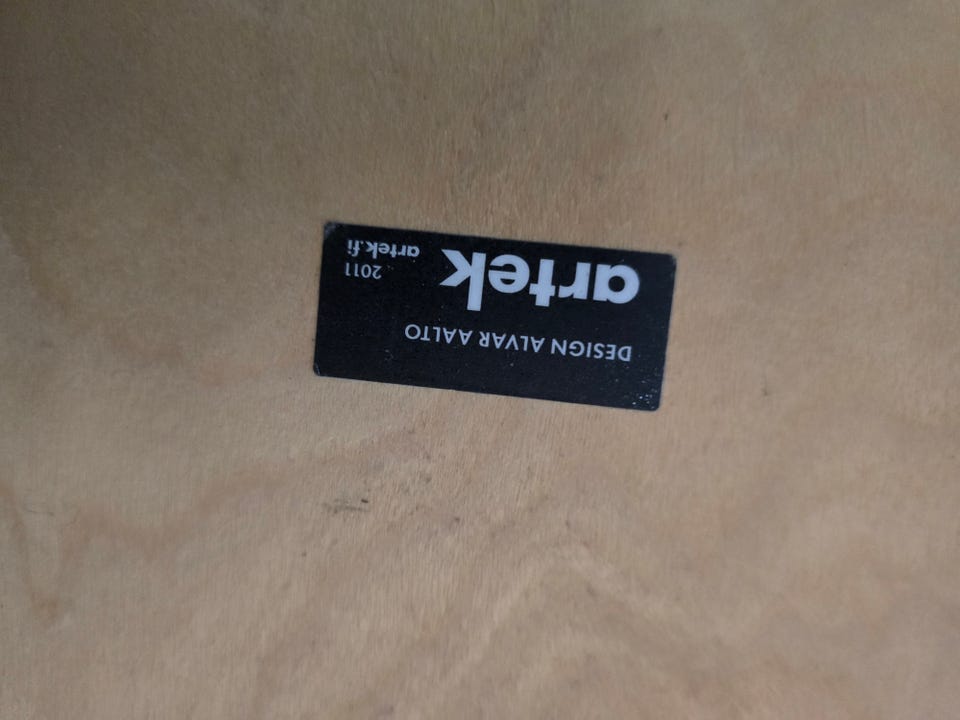 DESIGN ALVAR AALTO
artek
2011
artek.fi